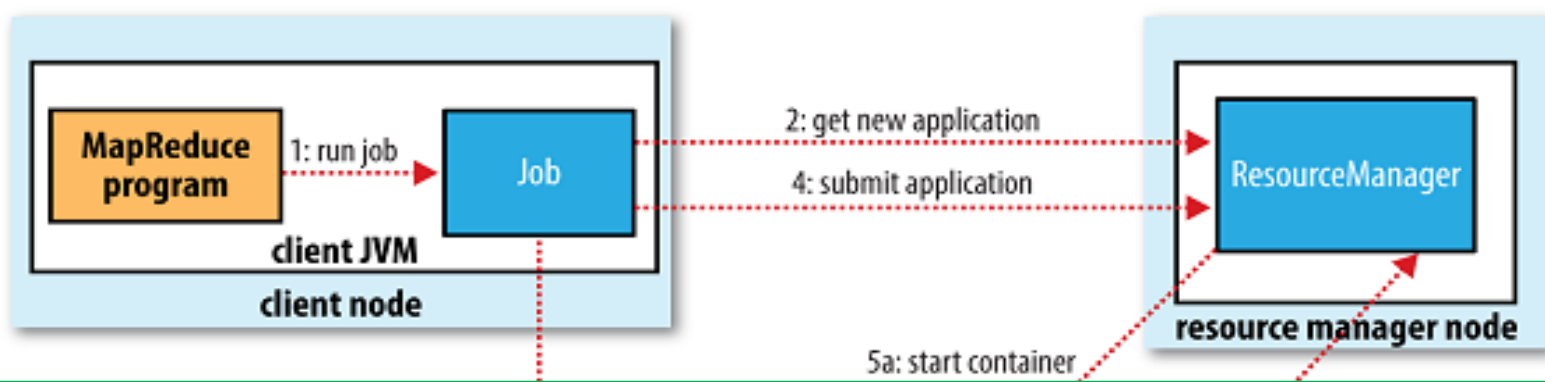 MapReduce
program
1: run job
Job
client JVM
client node
2: get new application
4: submit application
ResourceManager
resource manager node
5a: start container